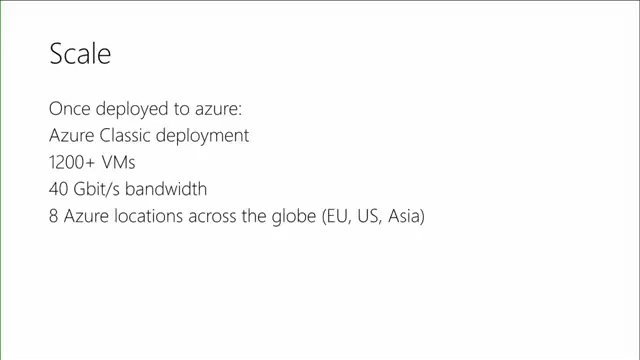 Scale
Once deployed to azure:
Azure Classic deployment
1200+ VMs
40 Gbit/s bandwidth
8 Azure locations across the globe (EU, US, Asia)